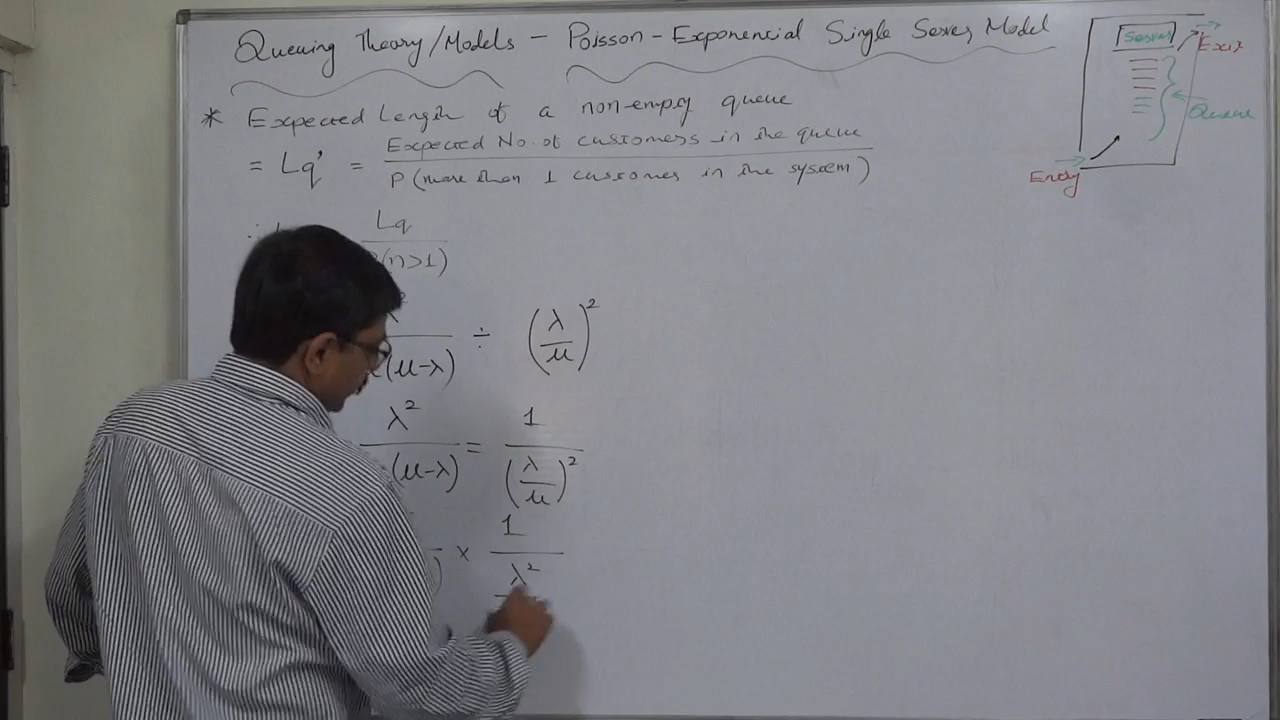 Queuing Theory/Models - Poisson-Exponencial Single Server Model
Server
Exit
Queue
Entry
* Expected Length of a non-empty queue
= Lq' = Expected No. of customers in the queue
P (more than 1 customer in the system)
∴ Lq
P(n>1)
λ² ÷ (λ/μ)²
(μ-λ)
λ² = 1
(μ-λ) (λ/μ)²
× 1
λ²